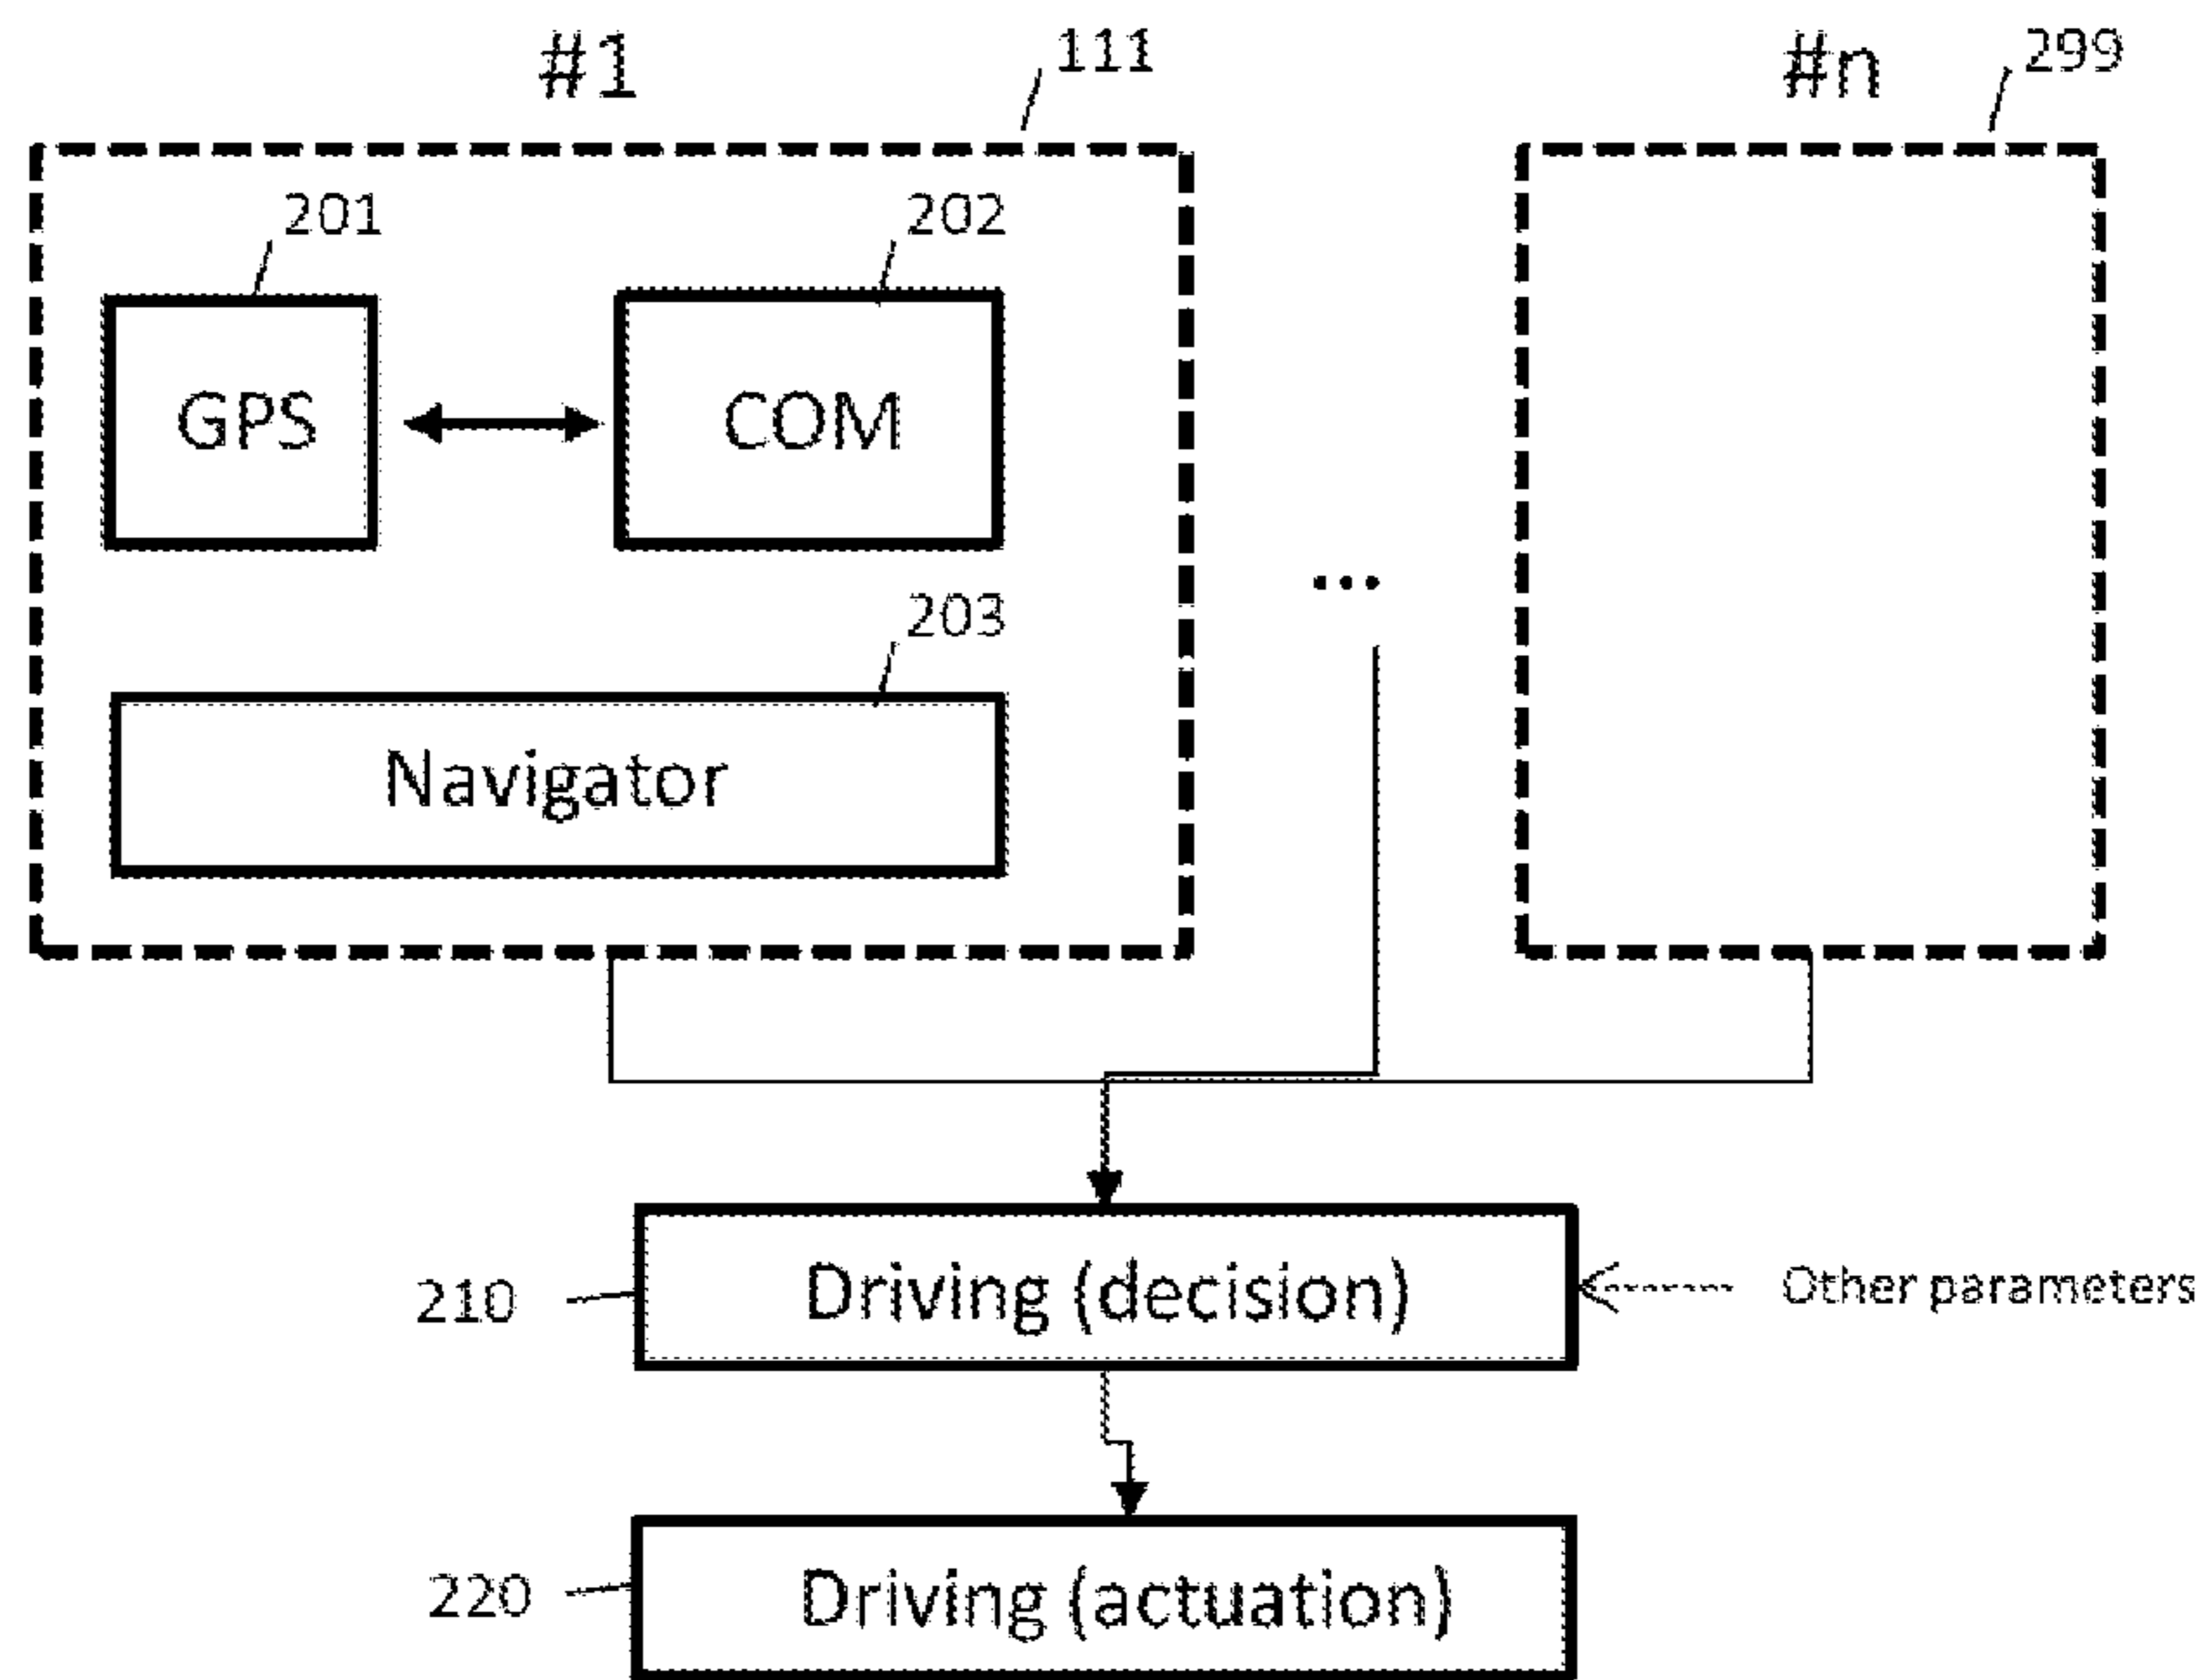 #1
111
#n
299
201
202
GPS
COM
...
203
Navigator
210
Driving (decision)
Other parameters
220
Driving (actuation)